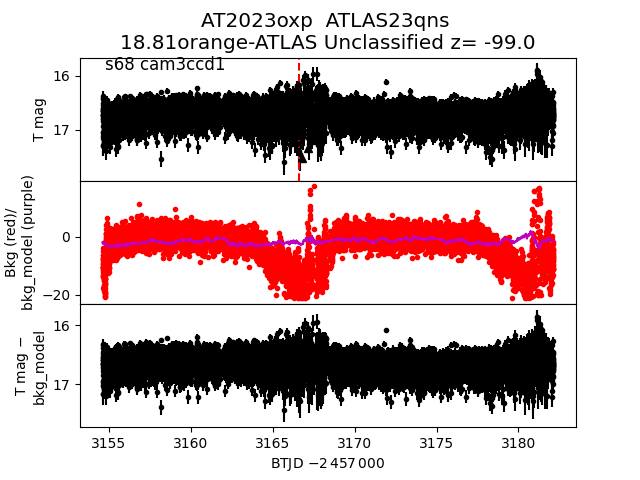 AT2023oxp  ATLAS23qns
18.81orange-ATLAS Unclassified z= -99.0
s68 cam3ccd1
T mag
16
17
Bkg (red)/
bkg_model (purple)
0
−20
T mag −
bkg_model
16
17
3155 3160 3165 3170 3175 3180
BTJD −2 457 000